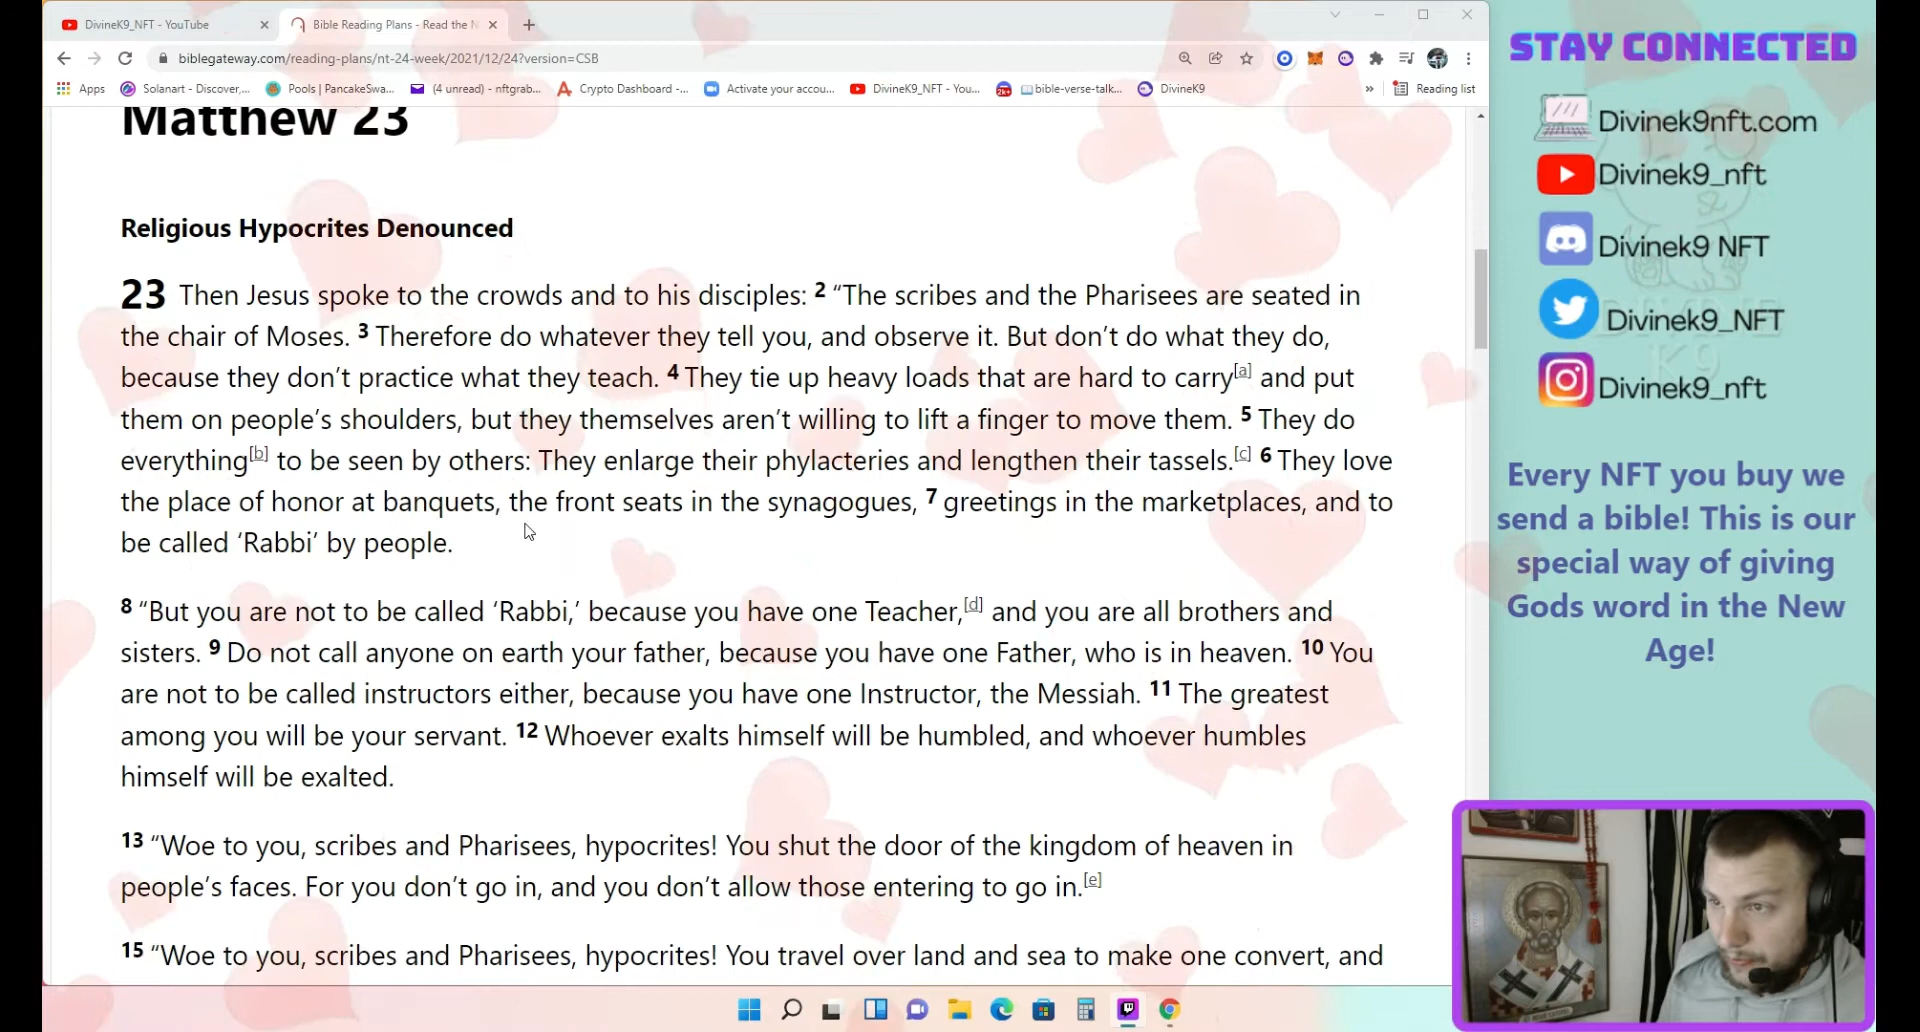 DivineK9_NFT - YouTube
Bible Reading Plans - Read the N
biblegateway.com/reading-plans/nt-24-week/2021/12/24?version=CSB
Apps
Solanart - Discover,...
Pools | PancakeSwa...
(4 unread) - nftgrab...
Crypto Dashboard -...
Activate your accou...
DivineK9_NFT - You...
bible-verse-talk...
DivineK9
»
Reading list
Matthew 23
Religious Hypocrites Denounced
23 Then Jesus spoke to the crowds and to his disciples: 2 “The scribes and the Pharisees are seated in
the chair of Moses. 3 Therefore do whatever they tell you, and observe it. But don’t do what they do,
because they don’t practice what they teach. 4 They tie up heavy loads that are hard to carry[a] and put
them on people’s shoulders, but they themselves aren’t willing to lift a finger to move them. 5 They do
everything[b] to be seen by others: They enlarge their phylacteries and lengthen their tassels.[c] 6 They love
the place of honor at banquets, the front seats in the synagogues, 7 greetings in the marketplaces, and to
be called ‘Rabbi’ by people.
8 “But you are not to be called ‘Rabbi,’ because you have one Teacher,[d] and you are all brothers and
sisters. 9 Do not call anyone on earth your father, because you have one Father, who is in heaven. 10 You
are not to be called instructors either, because you have one Instructor, the Messiah. 11 The greatest
among you will be your servant. 12 Whoever exalts himself will be humbled, and whoever humbles
himself will be exalted.
13 “Woe to you, scribes and Pharisees, hypocrites! You shut the door of the kingdom of heaven in
people’s faces. For you don’t go in, and you don’t allow those entering to go in.[e]
15 “Woe to you, scribes and Pharisees, hypocrites! You travel over land and sea to make one convert, and
STAY CONNECTED
Divinek9nft.com
Divinek9_nft
Divinek9 NFT
Divinek9_NFT
Divinek9_nft
Every NFT you buy we
send a bible! This is our
special way of giving
Gods word in the New
Age!